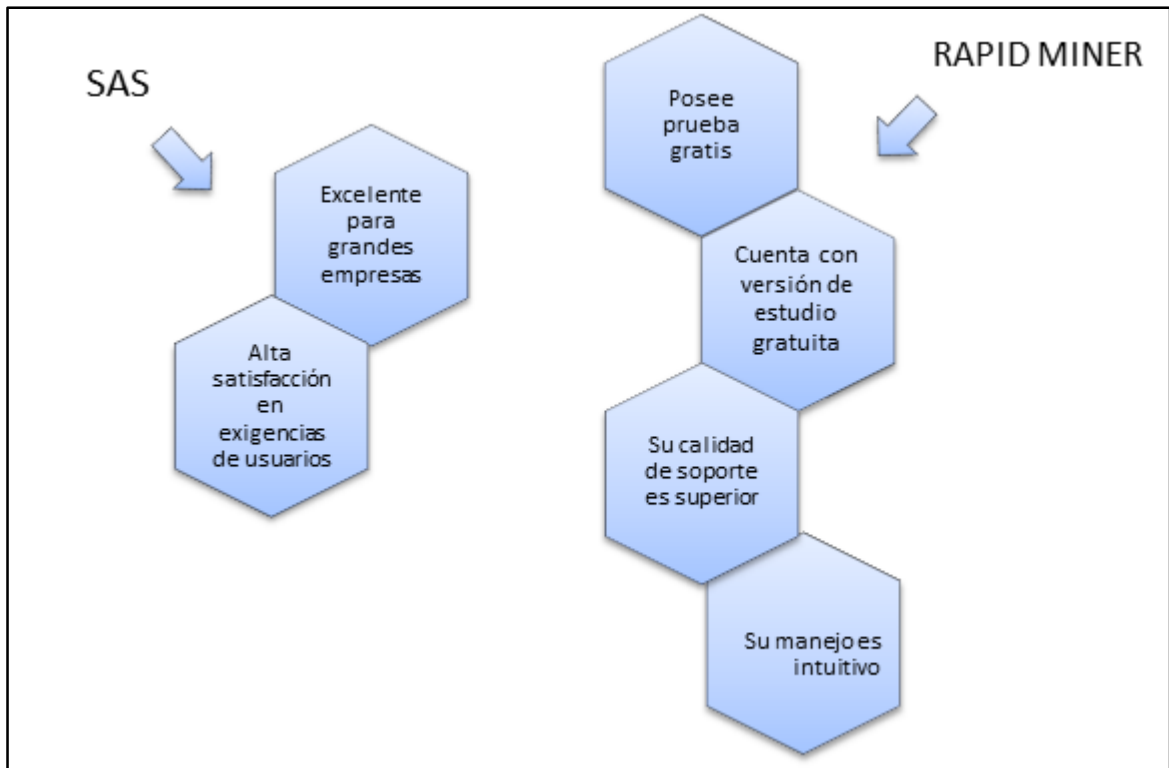 SAS
Excelente
para
grandes
empresas
Alta
satisfacción
en
exigencias
de usuarios
RAPID MINER
Posee
prueba
gratis
Cuenta con
versión de
estudio
gratuita
Su calidad
de soporte
es superior
Su manejo es
intuitivo